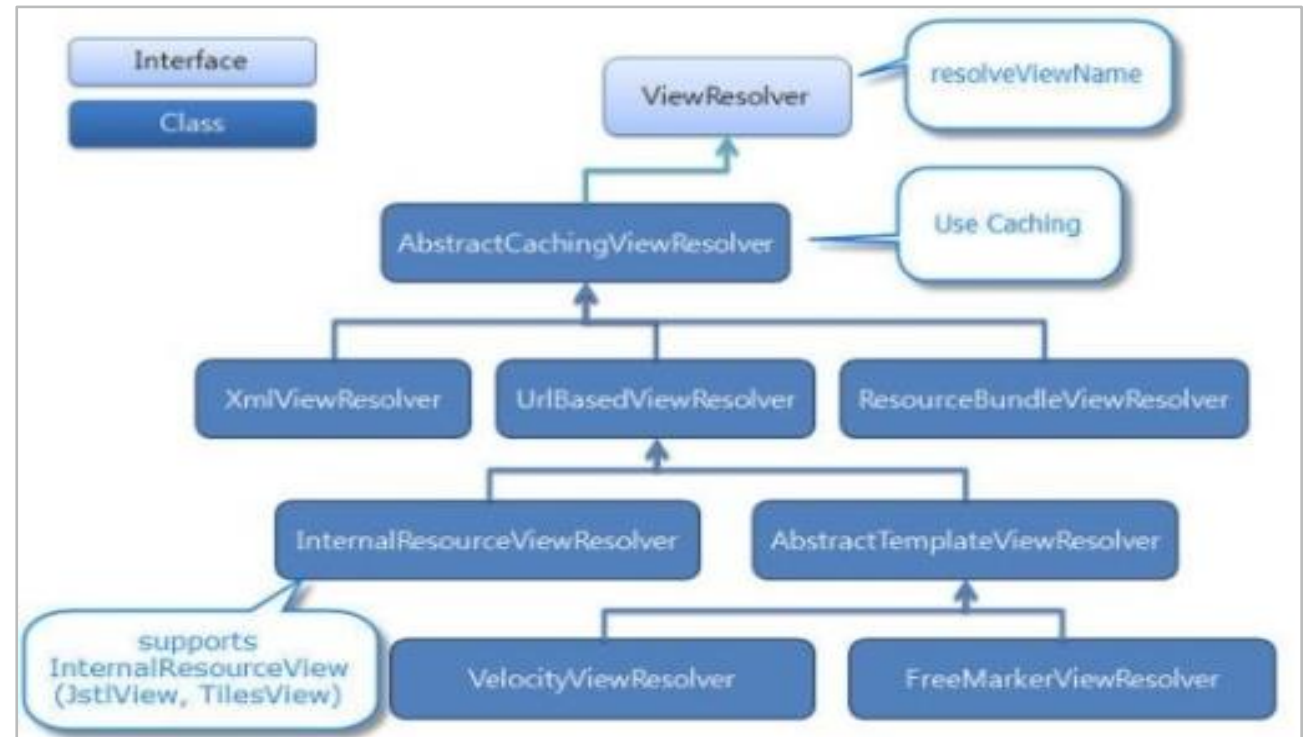 Interface
Class
ViewResolver
resolveViewName
AbstractCachingViewResolver
Use Caching
XmlViewResolver
UrlBasedViewResolver
ResourceBundleViewResolver
InternalResourceViewResolver
AbstractTemplateViewResolver
supports
InternalResourceView
(JstlView, TilesView)
VelocityViewResolver
FreeMarkerViewResolver